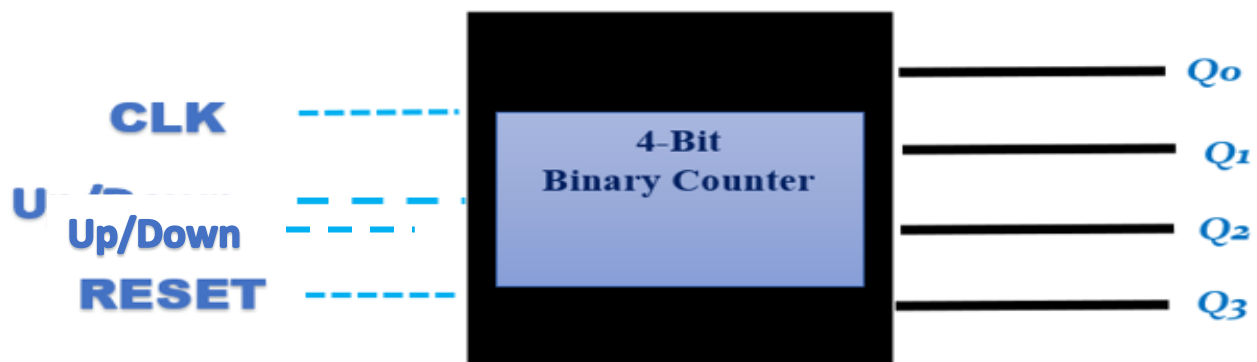 CLK
Up/Down
RESET
4-Bit
Binary Counter
Q0
Q1
Q2
Q3